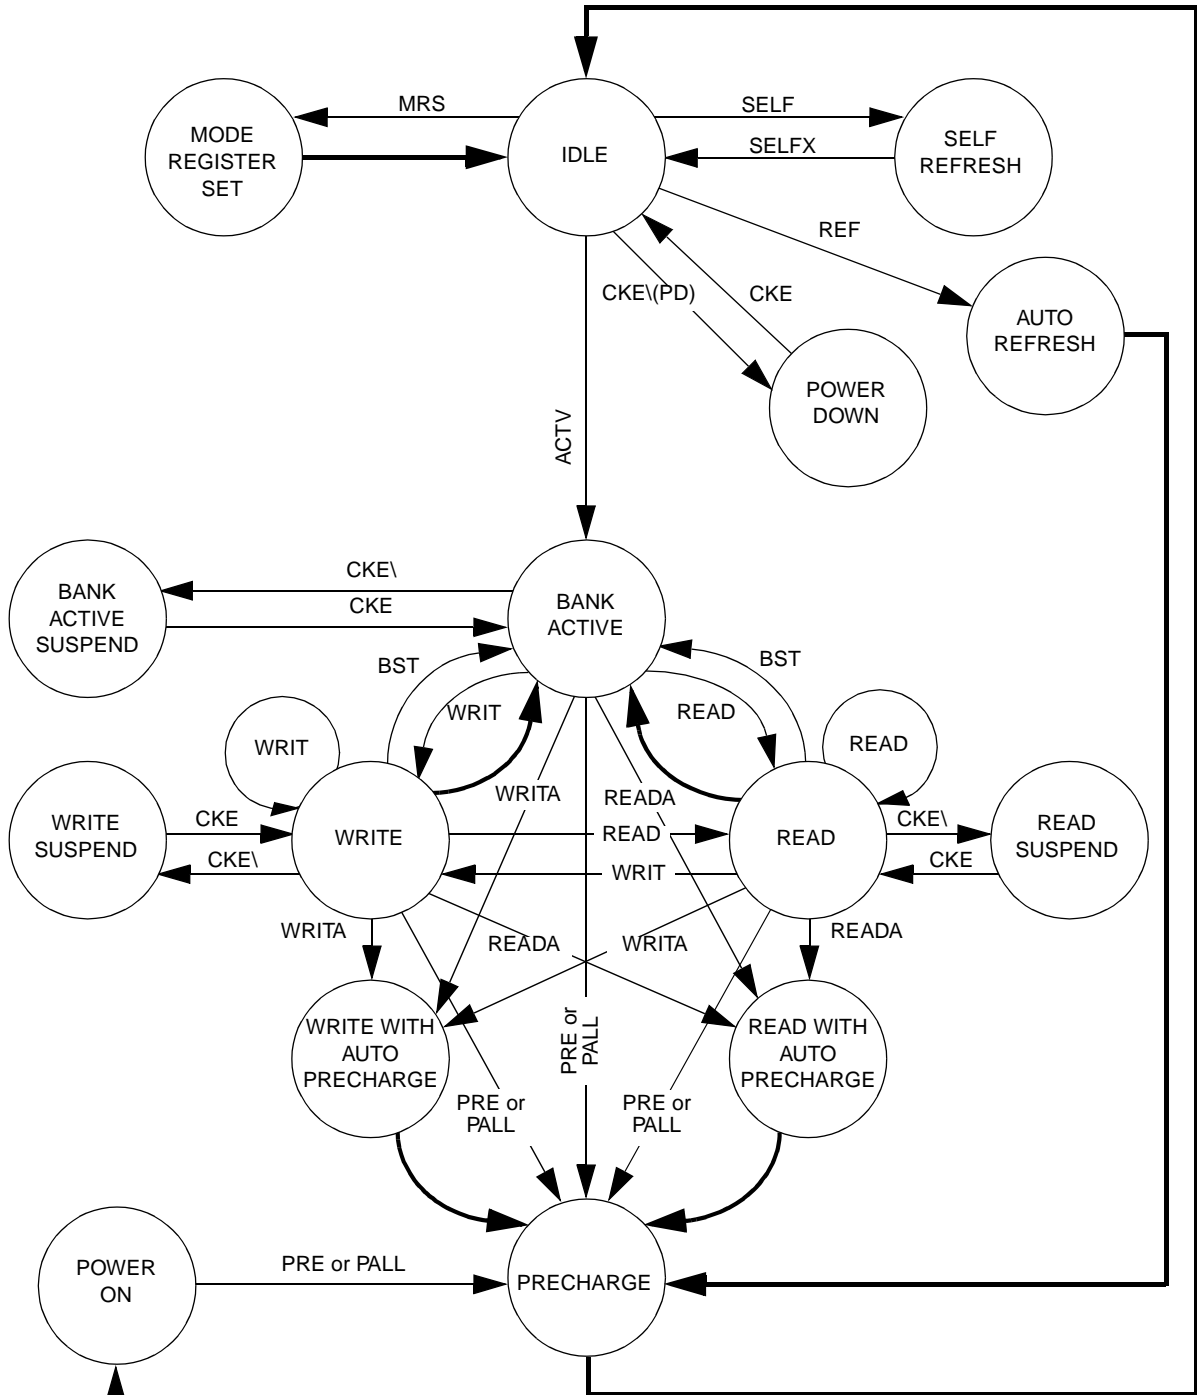 MRS
SELF
MODE
REGISTER
SET
IDLE
SELFX
SELF
REFRESH
REF
CKE\(PD)
CKE
AUTO
REFRESH
POWER
DOWN
ACTV
CKE\
BANK
ACTIVE
SUSPEND
CKE
BANK
ACTIVE
BST
BST
WRIT
READ
WRIT
READ
WRITA
READA
WRITE
SUSPEND
CKE
CKE\
WRITE
READ
WRIT
READ
CKE\
CKE
READ
SUSPEND
WRITA
READA
WRITA
READA
WRITE WITH
AUTO
PRECHARGE
PRE or
PALL
READ WITH
AUTO
PRECHARGE
PRE or
PALL
PRE or
PALL
POWER
ON
PRE or PALL
PRECHARGE